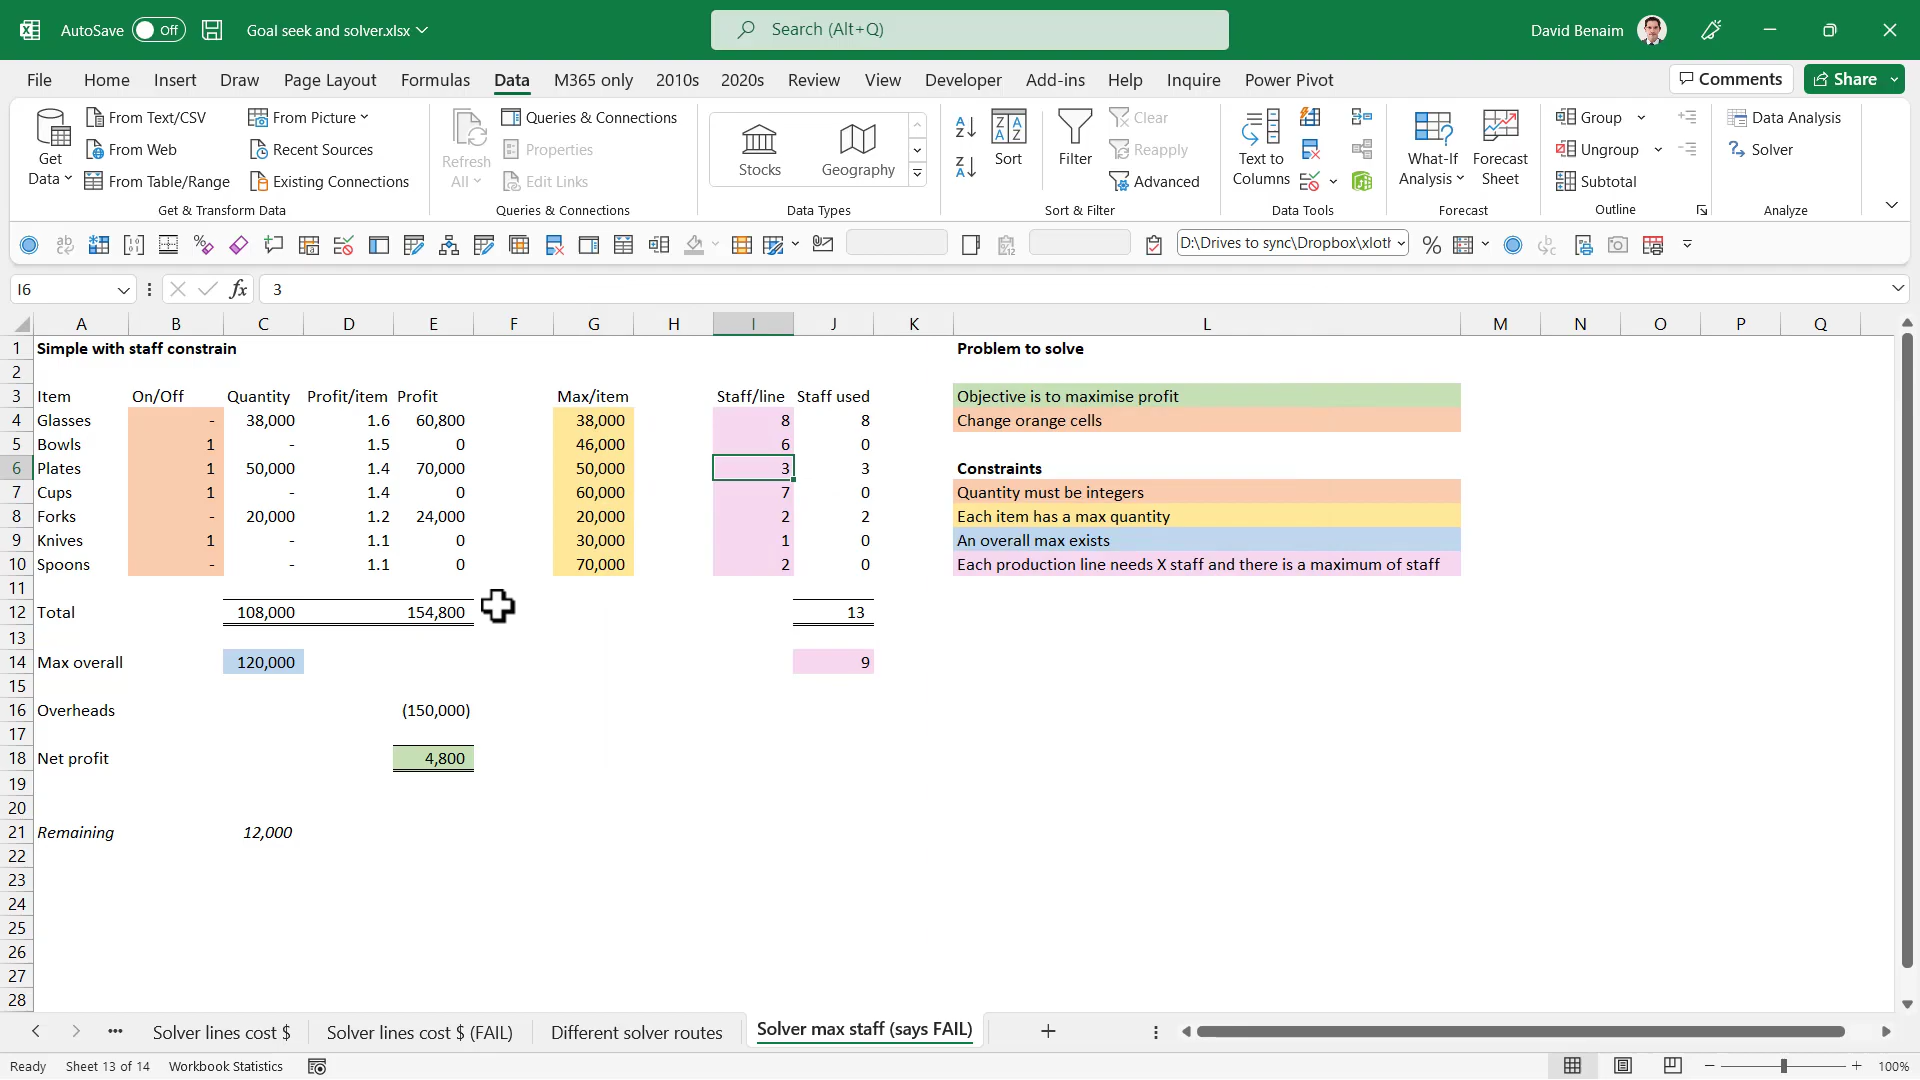 AutoSave Off Goal seek and solver.xlsx Search (Alt+Q) David Benaim
File Home Insert Draw Page Layout Formulas Data M365 only 2010s 2020s Review View Developer Add-ins Help Inquire Power Pivot Comments Share
Get Data From Text/CSV From Web From Table/Range From Picture Recent Sources Existing Connections
Get & Transform Data
Refresh All Queries & Connections Properties Edit Links
Queries & Connections
Stocks Geography
Data Types
Sort Filter Clear Reapply Advanced
Sort & Filter
Text to Columns
Data Tools
What-If Analysis Forecast Sheet
Forecast
Group Ungroup Subtotal
Outline
Data Analysis Solver
Analyze
D:\Drives to sync\Dropbox\xlotl
I6 fx 3
A B C D E F G H I J K L M N O P Q
1 Simple with staff constrain Problem to solve
2
3 Item On/Off Quantity Profit/item Profit Max/item Staff/line Staff used Objective is to maximise profit
4 Glasses - 38,000 1.6 60,800 38,000 8 8 Change orange cells
5 Bowls 1 - 1.5 0 46,000 6 0
6 Plates 1 50,000 1.4 70,000 50,000 3 3 Constraints
7 Cups 1 - 1.4 0 60,000 7 0 Quantity must be integers
8 Forks - 20,000 1.2 24,000 20,000 2 2 Each item has a max quantity
9 Knives 1 - 1.1 0 30,000 1 0 An overall max exists
10 Spoons - - 1.1 0 70,000 2 0 Each production line needs X staff and there is a maximum of staff
11
12 Total 108,000 154,800 13
13
14 Max overall 120,000 9
15
16 Overheads (150,000)
17
18 Net profit 4,800
19
20
21 Remaining 12,000
22
23
24
25
26
27
28
Solver lines cost $ Solver lines cost $ (FAIL) Different solver routes Solver max staff (says FAIL)
Ready Sheet 13 of 14 Workbook Statistics 100%